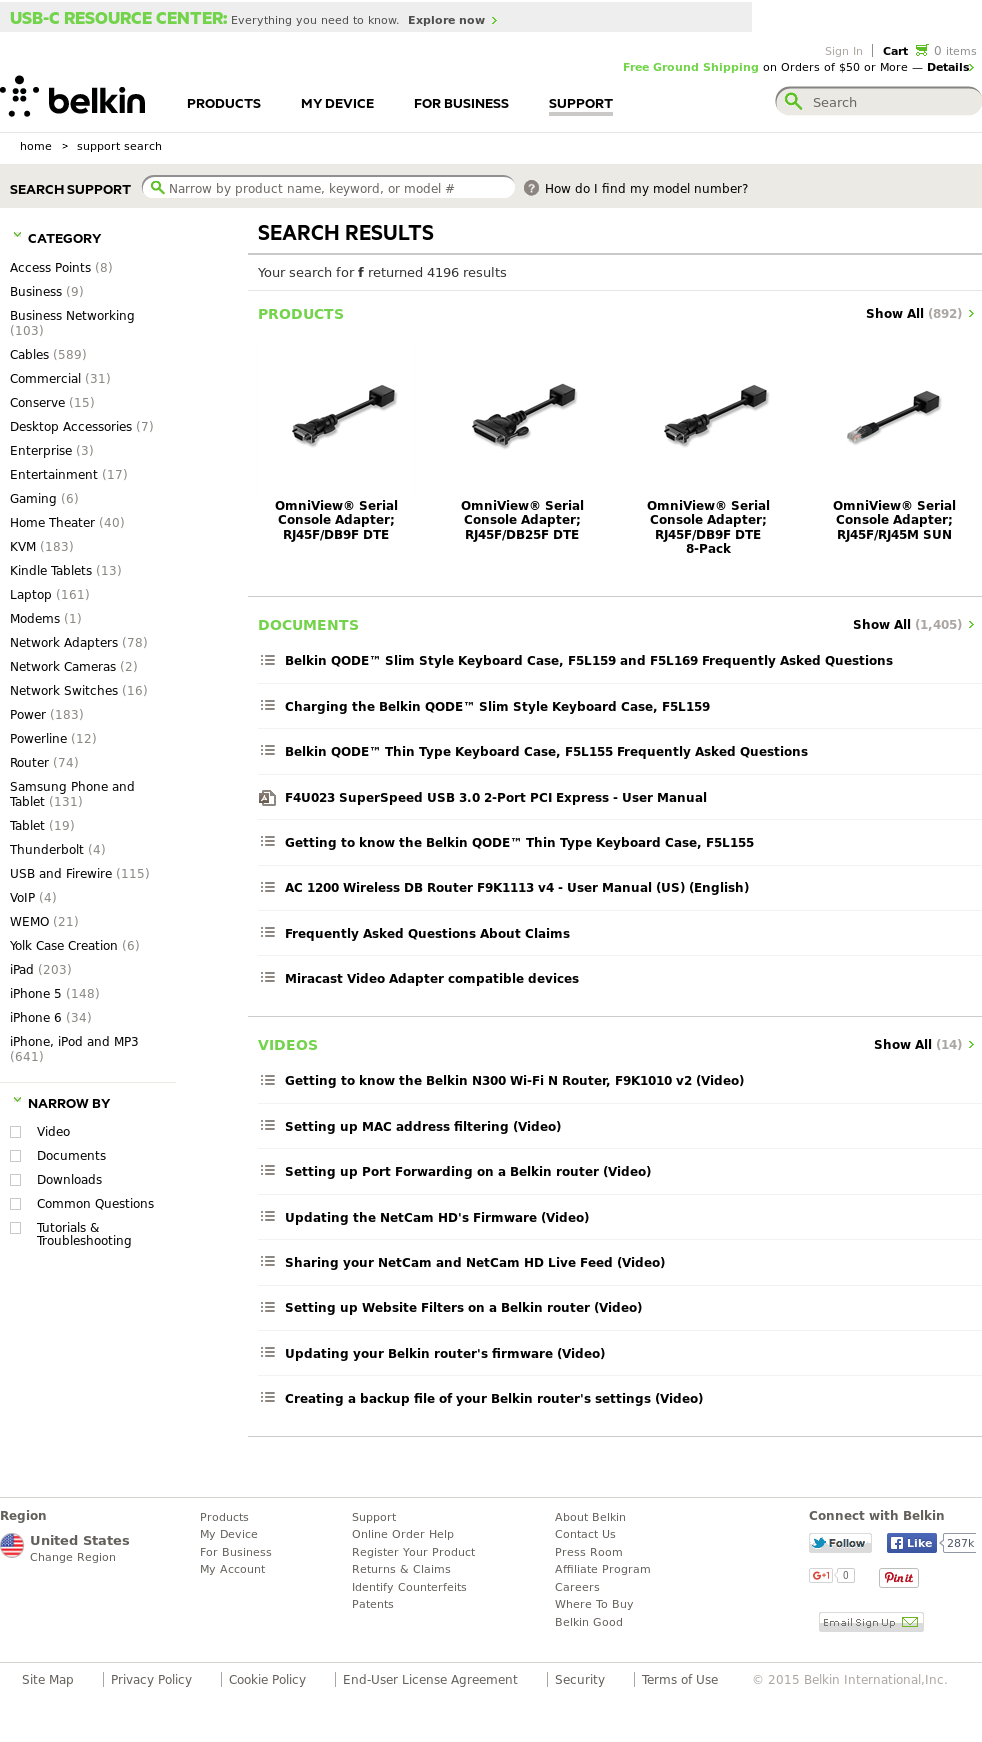 USB-C RESOURCE CENTER: Everything you need to know. Explore now
Sign In Cart 0 items
Free Ground Shipping on Orders of $50 or More — Details
belkin PRODUCTS MY DEVICE FOR BUSINESS SUPPORT Search
home > support search
SEARCH SUPPORT Narrow by product name, keyword, or model # ? How do I find my model number?
CATEGORY
Access Points (8)
Business (9)
Business Networking
(103)
Cables (589)
Commercial (31)
Conserve (15)
Desktop Accessories (7)
Enterprise (3)
Entertainment (17)
Gaming (6)
Home Theater (40)
KVM (183)
Kindle Tablets (13)
Laptop (161)
Modems (1)
Network Adapters (78)
Network Cameras (2)
Network Switches (16)
Power (183)
Powerline (12)
Router (74)
Samsung Phone and
Tablet (131)
Tablet (19)
Thunderbolt (4)
USB and Firewire (115)
VoIP (4)
WEMO (21)
Yolk Case Creation (6)
iPad (203)
iPhone 5 (148)
iPhone 6 (34)
iPhone, iPod and MP3
(641)
NARROW BY
Video
Documents
Downloads
Common Questions
Tutorials &
Troubleshooting
SEARCH RESULTS
Your search for f returned 4196 results
PRODUCTS Show All (892)
OmniView® Serial
Console Adapter;
RJ45F/DB9F DTE
OmniView® Serial
Console Adapter;
RJ45F/DB25F DTE
OmniView® Serial
Console Adapter;
RJ45F/DB9F DTE
8-Pack
OmniView® Serial
Console Adapter;
RJ45F/RJ45M SUN
DOCUMENTS Show All (1,405)
Belkin QODE™ Slim Style Keyboard Case, F5L159 and F5L169 Frequently Asked Questions
Charging the Belkin QODE™ Slim Style Keyboard Case, F5L159
Belkin QODE™ Thin Type Keyboard Case, F5L155 Frequently Asked Questions
F4U023 SuperSpeed USB 3.0 2-Port PCI Express - User Manual
Getting to know the Belkin QODE™ Thin Type Keyboard Case, F5L155
AC 1200 Wireless DB Router F9K1113 v4 - User Manual (US) (English)
Frequently Asked Questions About Claims
Miracast Video Adapter compatible devices
VIDEOS Show All (14)
Getting to know the Belkin N300 Wi-Fi N Router, F9K1010 v2 (Video)
Setting up MAC address filtering (Video)
Setting up Port Forwarding on a Belkin router (Video)
Updating the NetCam HD's Firmware (Video)
Sharing your NetCam and NetCam HD Live Feed (Video)
Setting up Website Filters on a Belkin router (Video)
Updating your Belkin router's firmware (Video)
Creating a backup file of your Belkin router's settings (Video)
Region
United States
Change Region
Products
My Device
For Business
My Account
Support
Online Order Help
Register Your Product
Returns & Claims
Identify Counterfeits
Patents
About Belkin
Contact Us
Press Room
Affiliate Program
Careers
Where To Buy
Belkin Good
Connect with Belkin
Follow Like 287k
G+1 0 Pin it
Email Sign Up
Site Map Privacy Policy Cookie Policy End-User License Agreement Security Terms of Use © 2015 Belkin International,Inc.